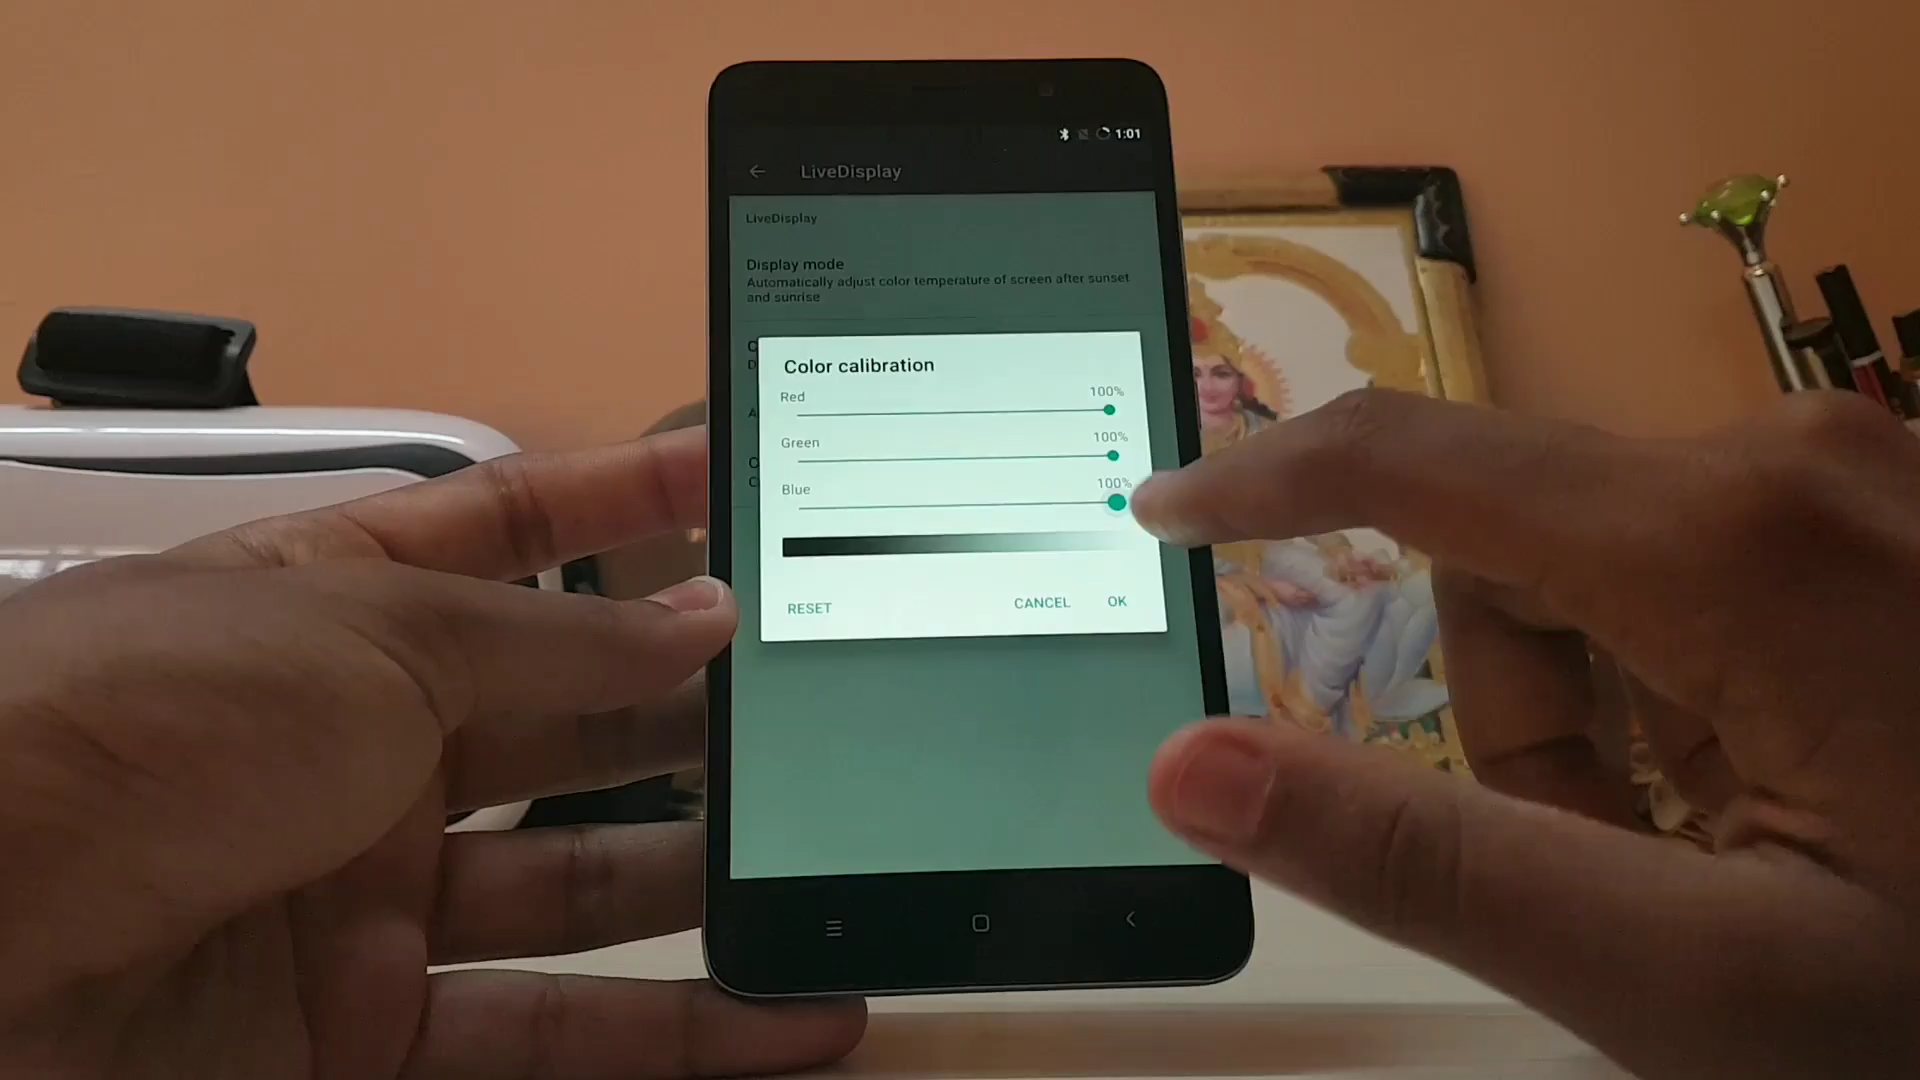 1:01
LiveDisplay
LiveDisplay
Display mode
Automatically adjust color temperature of screen after sunset
and sunrise
Color calibration
Red 100%
Green 100%
Blue 100%
RESET CANCEL OK